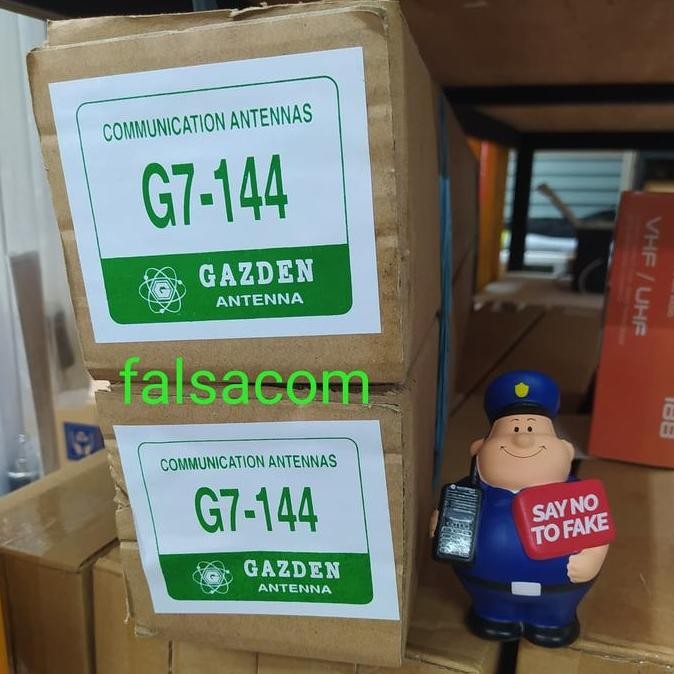 COMMUNICATION ANTENNAS
G7-144
G
GAZDEN
ANTENNA
falsacom
COMMUNICATION ANTENNAS
G7-144
G
GAZDEN
ANTENNA
SAY NO
TO FAKE
VHF / UHF
188